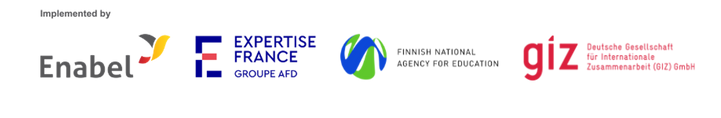 Implemented by
Enabel
EXPERTISE
FRANCE
GROUPE AFD
FINNISH NATIONAL
AGENCY FOR EDUCATION
giz
Deutsche Gesellschaft
für Internationale
Zusammenarbeit (GIZ) GmbH